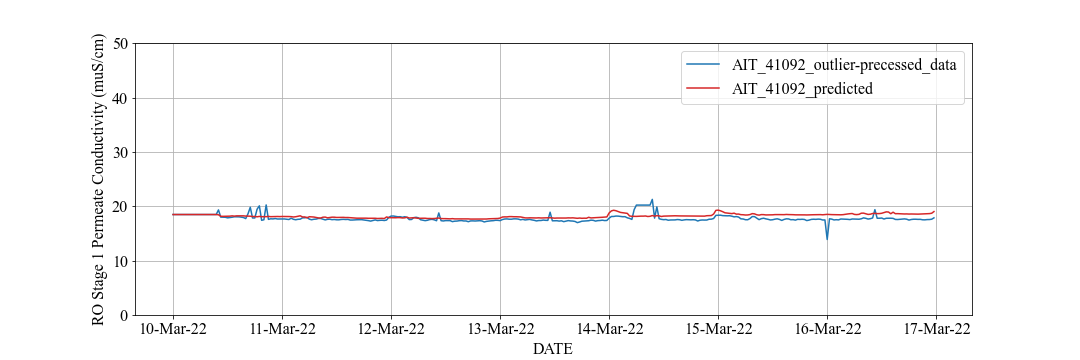 50
40
30
20
10
0
RO Stage 1 Permeate Conductivity (muS/cm)
AIT_41092_outlier-precessed_data
AIT_41092_predicted
10-Mar-22 11-Mar-22 12-Mar-22 13-Mar-22 14-Mar-22 15-Mar-22 16-Mar-22 17-Mar-22
DATE